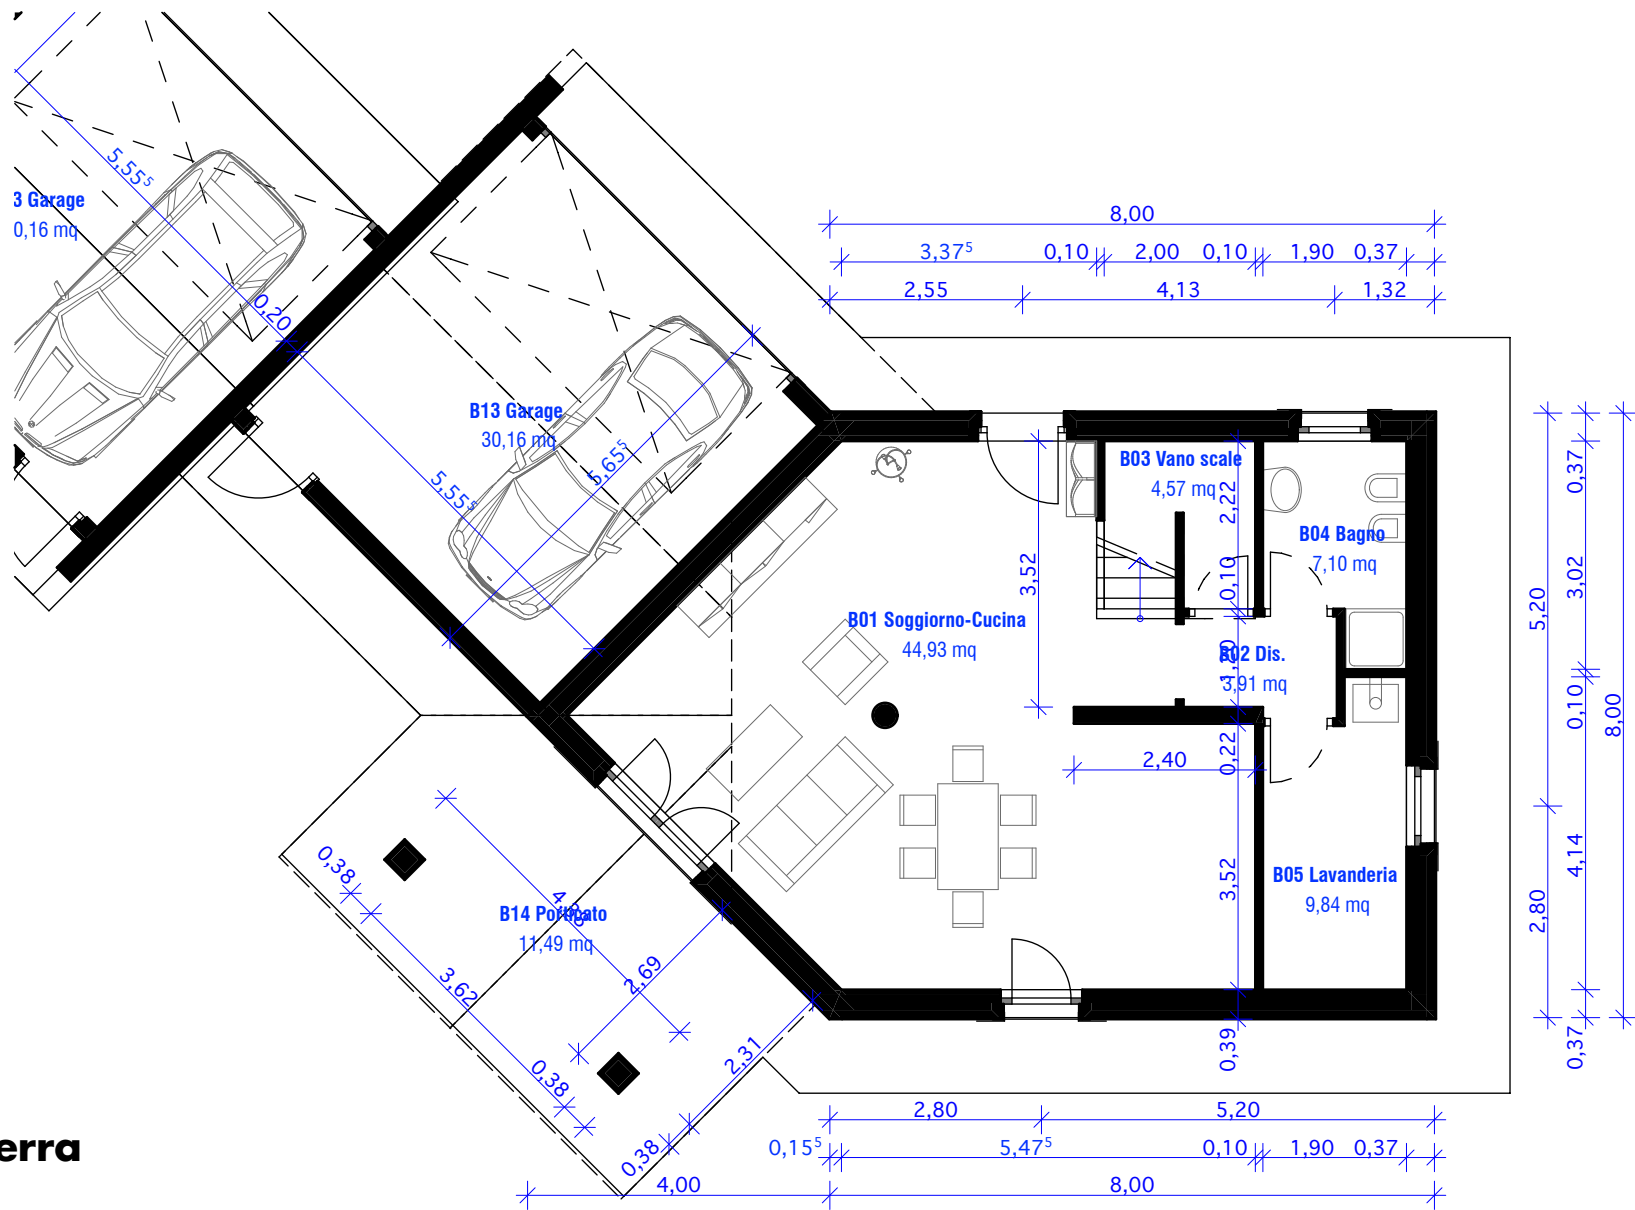 5,55⁵
3 Garage
0,16 mq
0,20
8,00
3,37⁵ 0,10 2,00 0,10 1,90 0,37
2,55 4,13 1,32
B13 Garage
30,16 mq
5,65⁵
5,55⁵
B03 Vano scale
4,57 mq
2,22
0,37
B04 Bagno
7,10 mq
3,52
0,10
3,02
5,20
B01 Soggiorno-Cucina
44,93 mq
B02 Dis.
3,91 mq
0,10
8,00
0,22
2,40
0,38
4,14
B05 Lavanderia
9,84 mq
3,52
2,80
B14 Porticato
11,49 mq
3,62
2,69
2,31
0,39
0,37
0,38
2,80 5,20
erra
0,38
0,15⁵ 5,47⁵ 0,10 1,90 0,37
4,00 8,00